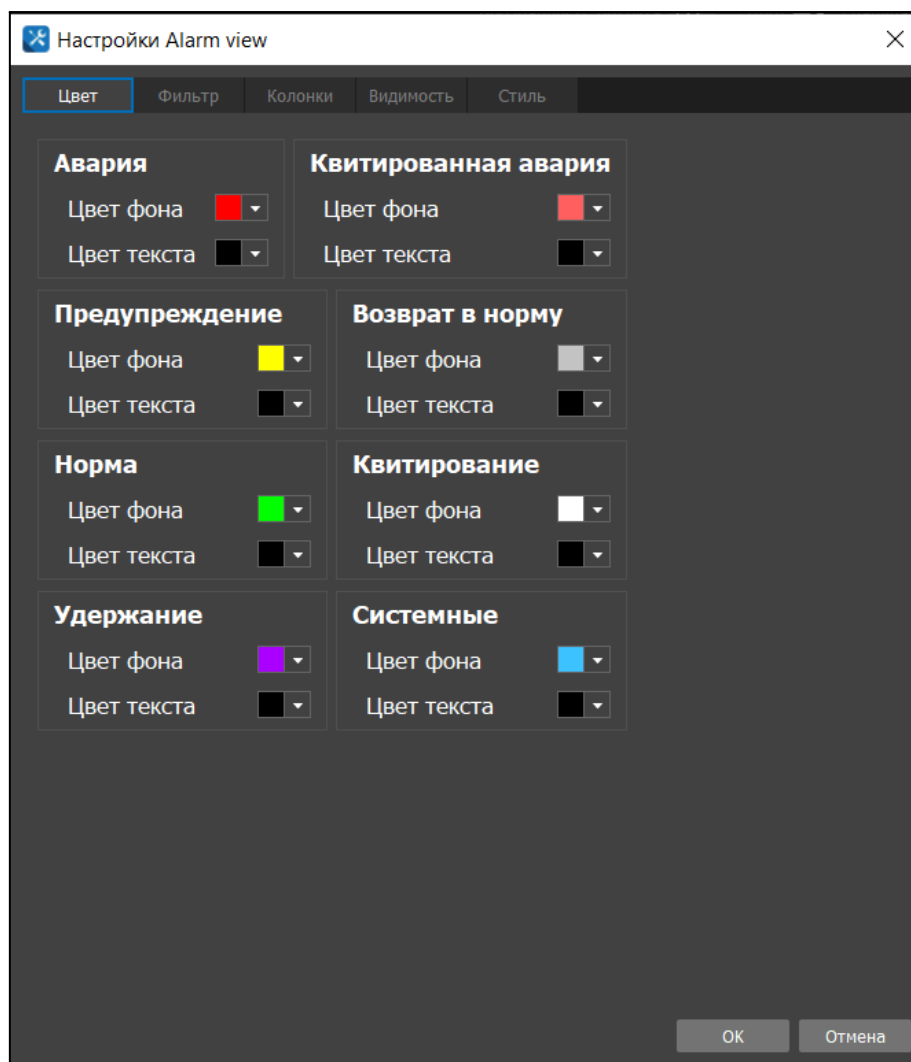 Настройки Alarm view
Цвет Фильтр Колонки Видимость Стиль
Авария
Цвет фона
Цвет текста
Квитированная авария
Цвет фона
Цвет текста
Предупреждение
Цвет фона
Цвет текста
Возврат в норму
Цвет фона
Цвет текста
Норма
Цвет фона
Цвет текста
Квитирование
Цвет фона
Цвет текста
Удержание
Цвет фона
Цвет текста
Системные
Цвет фона
Цвет текста
OK Отмена